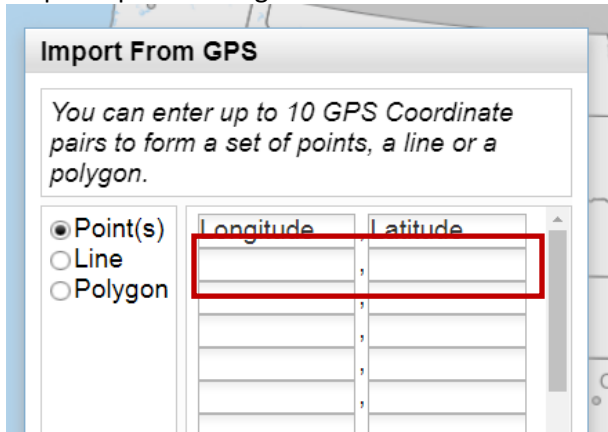 Import From GPS
You can enter up to 10 GPS Coordinate
pairs to form a set of points, a line or a
polygon.
Point(s)
Line
Polygon
Longitude , Latitude
,
,
,
,
,